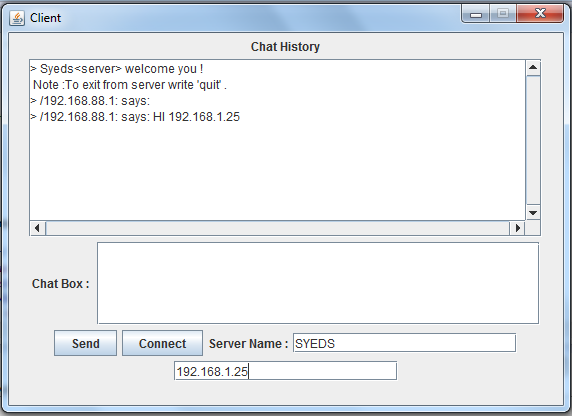 Client
Chat History
> Syeds<server> welcome you !
Note :To exit from server write 'quit' .
> /192.168.88.1: says:
> /192.168.88.1: says: HI 192.168.1.25
Chat Box :
Send Connect Server Name : SYEDS
192.168.1.25